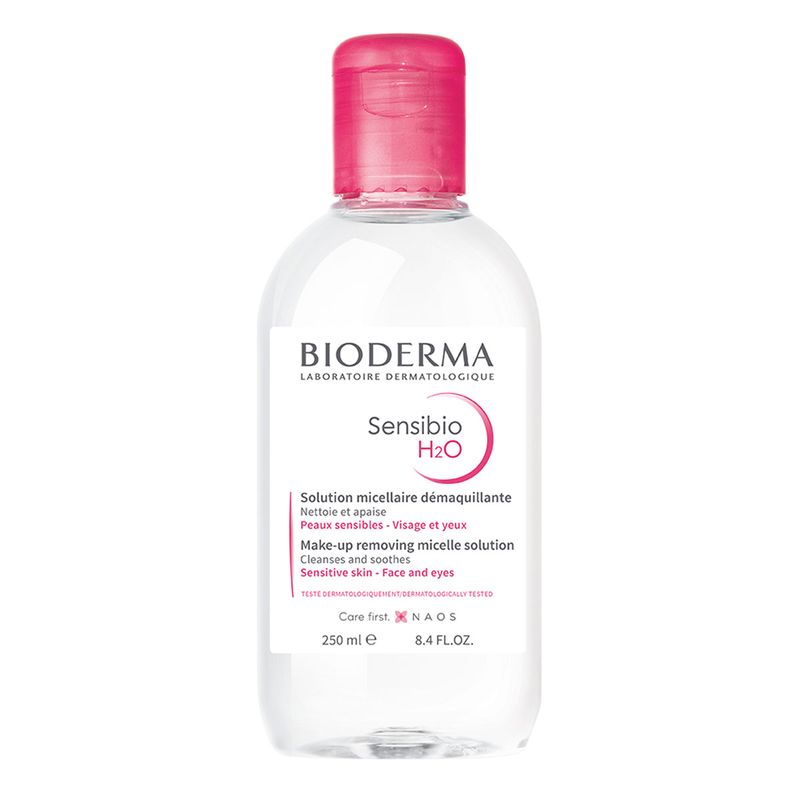 BIODERMA
LABORATOIRE DERMATOLOGIQUE
Sensibio
H2O
Solution micellaire démaquillante
Nettoie et apaise
Peaux sensibles - Visage et yeux
Make-up removing micelle solution
Cleanses and soothes
Sensitive skin - Face and eyes
TESTÉ DERMATOLOGIQUEMENT/DERMATOLOGICALLY TESTED
Care first. NAOS
250 ml ℮ 8.4 FL.OZ.